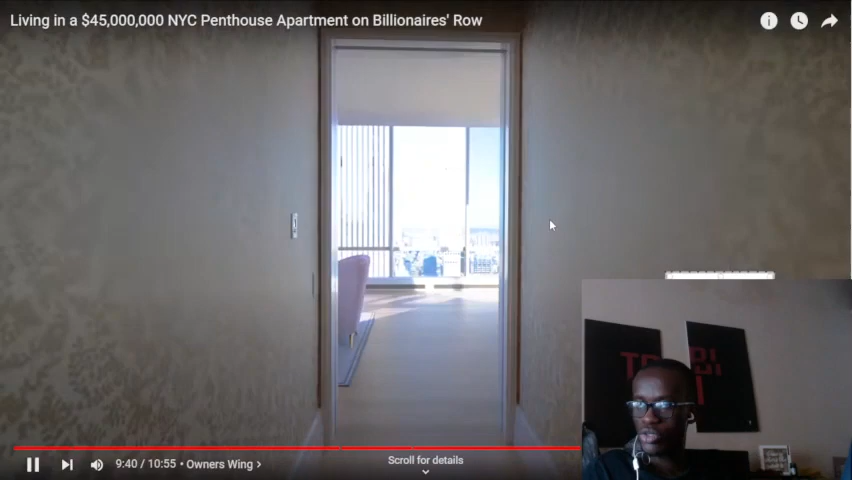 Living in a $45,000,000 NYC Penthouse Apartment on Billionaires' Row
9:40 / 10:55 • Owners Wing >
Scroll for details